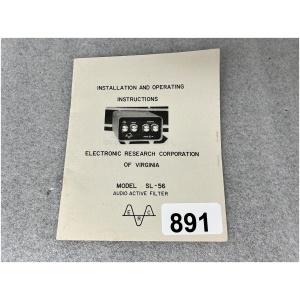 INSTALLATION AND OPERATING
INSTRUCTIONS
ELECTRONIC RESEARCH CORPORATION
OF VIRGINIA
MODEL SL-56
AUDIO ACTIVE FILTER
E R C
891